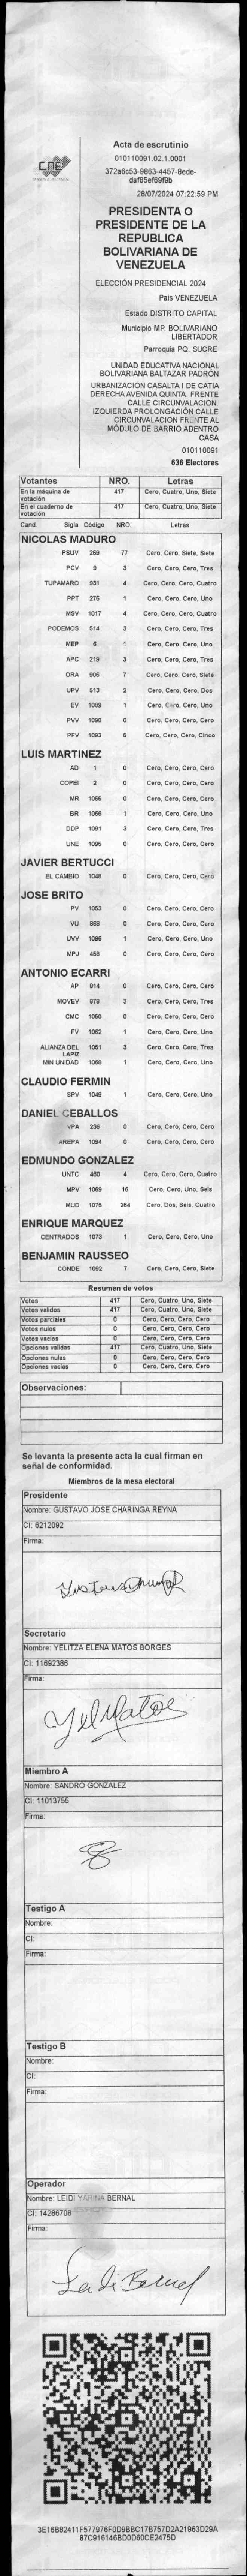 CNE
Acta de escrutinio
010110091.02.1.0001
372a6c53-9863-4457-8ede-
daf85ef69f9b
28/07/2024 07:22:59 PM
PRESIDENTA O
PRESIDENTE DE LA
REPUBLICA
BOLIVARIANA DE
VENEZUELA
ELECCIÓN PRESIDENCIAL 2024
Pais VENEZUELA
Estado DISTRITO CAPITAL
Municipio MP. BOLIVARIANO
LIBERTADOR
Parroquia PQ. SUCRE
UNIDAD EDUCATIVA NACIONAL
BOLIVARIANA BALTAZAR PADRÓN
URBANIZACION CASALTA I DE CATIA
DERECHA AVENIDA QUINTA. FRENTE
CALLE CIRCUNVALACION.
IZQUIERDA PROLONGACIÓN CALLE
CIRCUNVALACION FRENTE AL
MÓDULO DE BARRIO ADENTRO
CASA
010110091
636 Electores
Votantes NRO. Letras
En la máquina de votación 417 Cero, Cuatro, Uno, Siete
En el cuaderno de votación 417 Cero, Cuatro, Uno, Siete
Cand. Sigla Código NRO. Letras
NICOLAS MADURO
PSUV 269 77 Cero, Cero, Siete, Siete
PCV 9 3 Cero, Cero, Cero, Tres
TUPAMARO 931 4 Cero, Cero, Cero, Cuatro
PPT 276 1 Cero, Cero, Cero, Uno
MSV 1017 4 Cero, Cero, Cero, Cuatro
PODEMOS 514 3 Cero, Cero, Cero, Tres
MEP 6 1 Cero, Cero, Cero, Uno
APC 219 3 Cero, Cero, Cero, Tres
ORA 906 7 Cero, Cero, Cero, Siete
UPV 513 2 Cero, Cero, Cero, Dos
EV 1089 1 Cero, Cero, Cero, Uno
PVV 1090 0 Cero, Cero, Cero, Cero
PFV 1093 5 Cero, Cero, Cero, Cinco
LUIS MARTINEZ
AD 1 0 Cero, Cero, Cero, Cero
COPEI 2 0 Cero, Cero, Cero, Cero
MR 1065 0 Cero, Cero, Cero, Cero
BR 1066 1 Cero, Cero, Cero, Uno
DDP 1091 3 Cero, Cero, Cero, Tres
UNE 1095 0 Cero, Cero, Cero, Cero
JAVIER BERTUCCI
EL CAMBIO 1048 0 Cero, Cero, Cero, Cero
JOSE BRITO
PV 1053 0 Cero, Cero, Cero, Cero
VU 968 0 Cero, Cero, Cero, Cero
UVV 1096 1 Cero, Cero, Cero, Uno
MPJ 458 0 Cero, Cero, Cero, Cero
ANTONIO ECARRI
AP 814 0 Cero, Cero, Cero, Cero
MOVEV 878 3 Cero, Cero, Cero, Tres
CMC 1050 0 Cero, Cero, Cero, Cero
FV 1062 1 Cero, Cero, Cero, Uno
ALIANZA DEL LAPIZ 1051 3 Cero, Cero, Cero, Tres
MIN UNIDAD 1068 1 Cero, Cero, Cero, Uno
CLAUDIO FERMIN
SPV 1049 1 Cero, Cero, Cero, Uno
DANIEL CEBALLOS
VPA 236 0 Cero, Cero, Cero, Cero
AREPA 1094 0 Cero, Cero, Cero, Cero
EDMUNDO GONZALEZ
UNTC 460 4 Cero, Cero, Cero, Cuatro
MPV 1069 16 Cero, Cero, Uno, Seis
MUD 1075 264 Cero, Dos, Seis, Cuatro
ENRIQUE MARQUEZ
CENTRADOS 1073 1 Cero, Cero, Cero, Uno
BENJAMIN RAUSSEO
CONDE 1092 7 Cero, Cero, Cero, Siete
Resumen de votos
Votos 417 Cero, Cuatro, Uno, Siete
Votos validos 417 Cero, Cuatro, Uno, Siete
Votos parciales 0 Cero, Cero, Cero, Cero
Votos nulos 0 Cero, Cero, Cero, Cero
Votos vacios 0 Cero, Cero, Cero, Cero
Opciones validas 417 Cero, Cuatro, Uno, Siete
Opciones nulas 0 Cero, Cero, Cero, Cero
Opciones vacias 0 Cero, Cero, Cero, Cero
Observaciones:
Se levanta la presente acta la cual firman en
señal de conformidad.
Miembros de la mesa electoral
Presidente
Nombre: GUSTAVO JOSE CHARINGA REYNA
CI: 6212092
Firma:
Secretario
Nombre: YELITZA ELENA MATOS BORGES
CI: 11692386
Firma:
Yel Matos
Miembro A
Nombre: SANDRO GONZALEZ
CI: 11013755
Firma:
Testigo A
Nombre:
CI:
Firma:
Testigo B
Nombre:
CI:
Firma:
Operador
Nombre: LEIDI YARINA BERNAL
CI: 14286708
Firma:
Leidi Bernal
3E16B82411F577976F0D9BBC17B757D2A21963D29A
87C916146BD0D60CE2475D